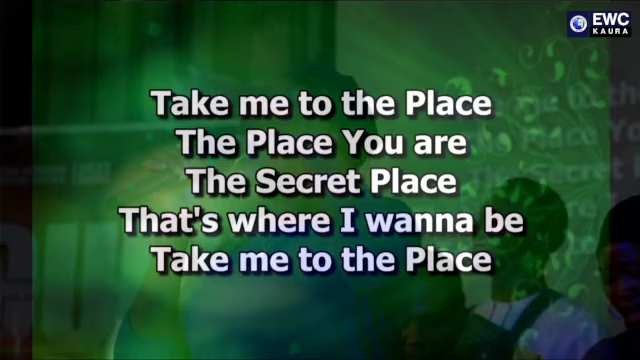 EWC
KAURA
Take me to the Place
The Place You are
The Secret Place
That's where I wanna be
Take me to the Place